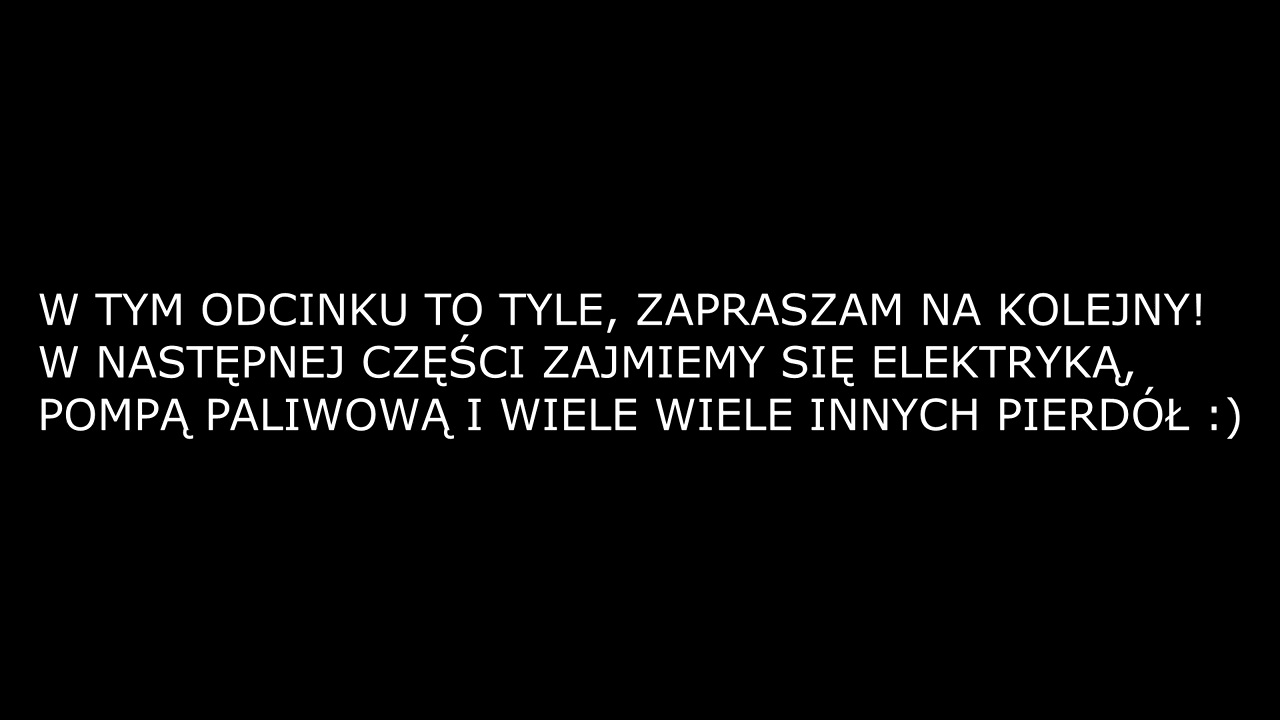 W TYM ODCINKU TO TYLE, ZAPRASZAM NA KOLEJNY!
W NASTĘPNEJ CZĘŚCI ZAJMIEMY SIĘ ELEKTRYKĄ,
POMPĄ PALIWOWĄ I WIELE WIELE INNYCH PIERDÓŁ :)